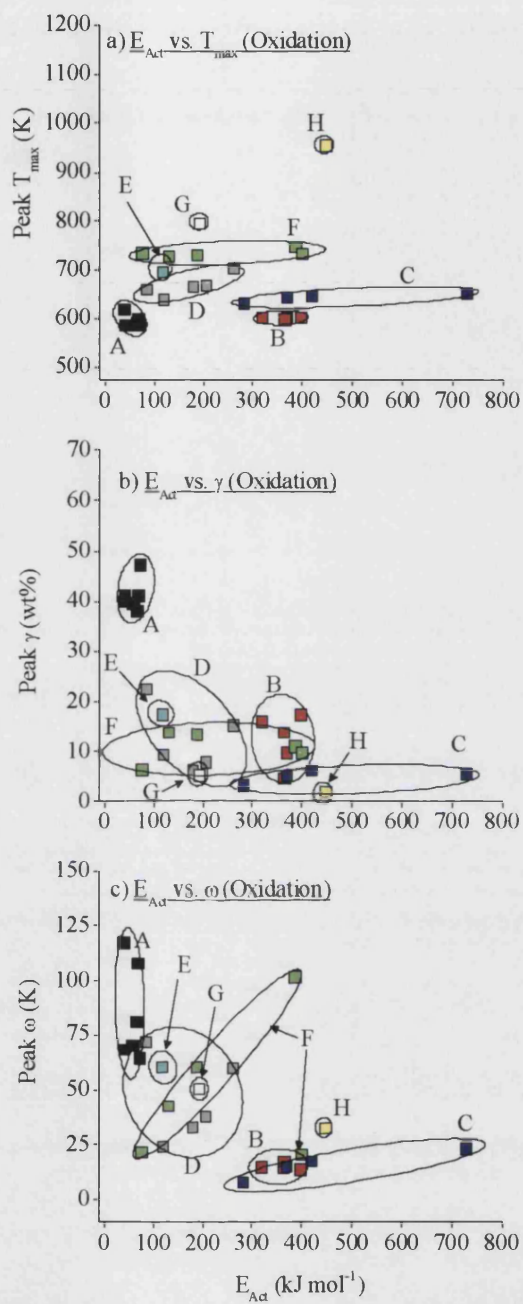 a) E_Act vs. T_max (Oxidation)
Peak T_max (K)
1200
1100
1000
900
800
700
600
500
H
G
E
F
D
C
B
A
0 100 200 300 400 500 600 700 800
b) E_Act vs. γ (Oxidation)
Peak γ (wt%)
70
60
50
40
30
20
10
0
A
E
D
B
F
H
C
G
0 100 200 300 400 500 600 700 800
c) E_Act vs. ω (Oxidation)
Peak ω (K)
150
125
100
75
50
25
0
A
E
G
F
H
B
C
D
0 100 200 300 400 500 600 700 800
E_Act (kJ mol⁻¹)